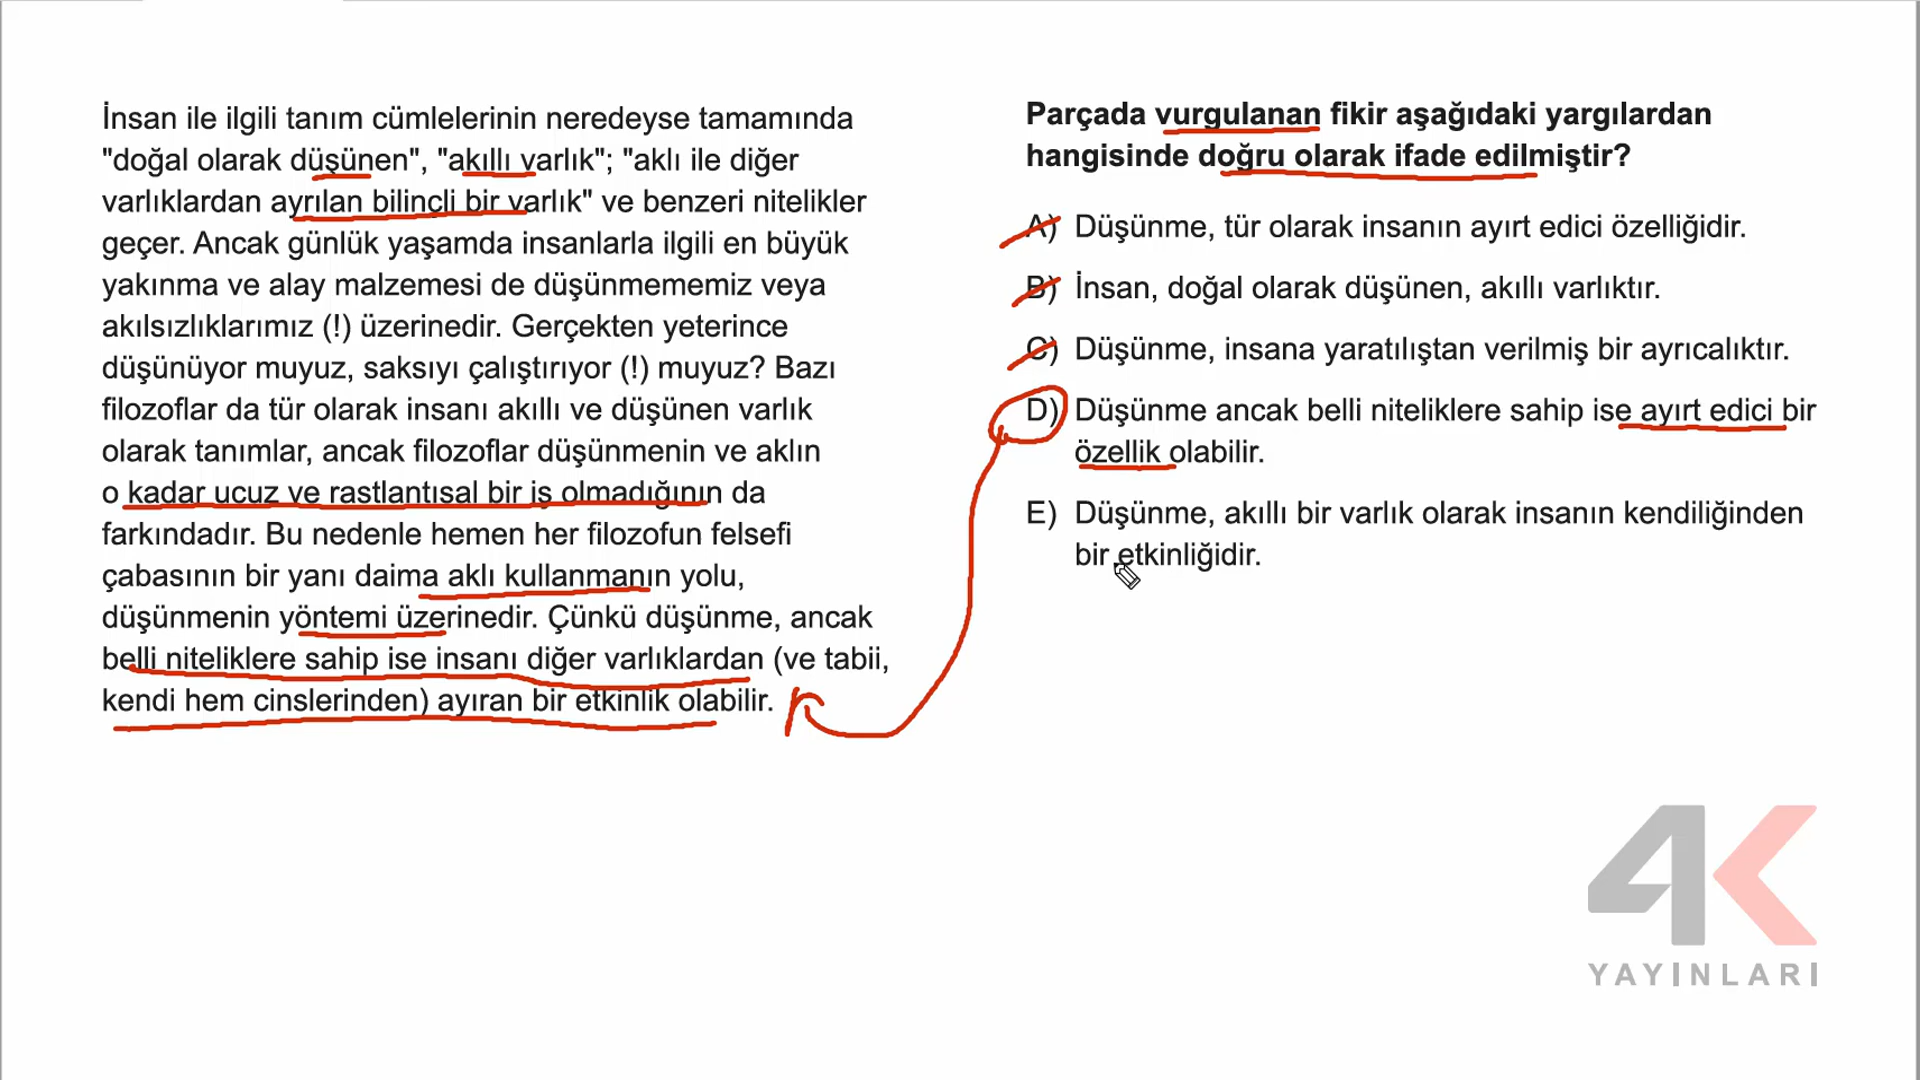 İnsan ile ilgili tanım cümlelerinin neredeyse tamamında
"doğal olarak düşünen", "akıllı varlık"; "aklı ile diğer
varlıklardan ayrılan bilinçli bir varlık" ve benzeri nitelikler
geçer. Ancak günlük yaşamda insanlarla ilgili en büyük
yakınma ve alay malzemesi de düşünmememiz veya
akılsızlıklarımız (!) üzerinedir. Gerçekten yeterince
düşünüyor muyuz, saksıyı çalıştırıyor (!) muyuz? Bazı
filozoflar da tür olarak insanı akıllı ve düşünen varlık
olarak tanımlar, ancak filozoflar düşünmenin ve aklın
o kadar ucuz ve rastlantısal bir iş olmadığının da
farkındadır. Bu nedenle hemen her filozofun felsefi
çabasının bir yanı daima aklı kullanmanın yolu,
düşünmenin yöntemi üzerinedir. Çünkü düşünme, ancak
belli niteliklere sahip ise insanı diğer varlıklardan (ve tabii,
kendi hem cinslerinden) ayıran bir etkinlik olabilir.
Parçada vurgulanan fikir aşağıdaki yargılardan
hangisinde doğru olarak ifade edilmiştir?
A) Düşünme, tür olarak insanın ayırt edici özelliğidir.
B) İnsan, doğal olarak düşünen, akıllı varlıktır.
C) Düşünme, insana yaratılıştan verilmiş bir ayrıcalıktır.
D) Düşünme ancak belli niteliklere sahip ise ayırt edici bir
özellik olabilir.
E) Düşünme, akıllı bir varlık olarak insanın kendiliğinden
bir etkinliğidir.
4K
YAYINLARI